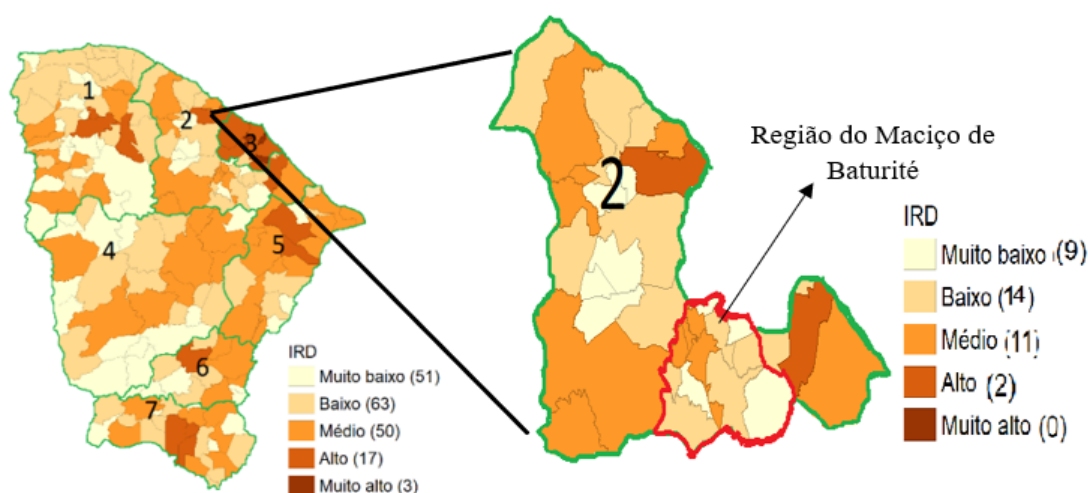 1
2
3
4
5
6
7
IRD
Muito baixo (51)
Baixo (63)
Médio (50)
Alto (17)
Muito alto (3)
2
Região do Maciço de
Baturité
IRD
Muito baixo (9)
Baixo (14)
Médio (11)
Alto (2)
Muito alto (0)